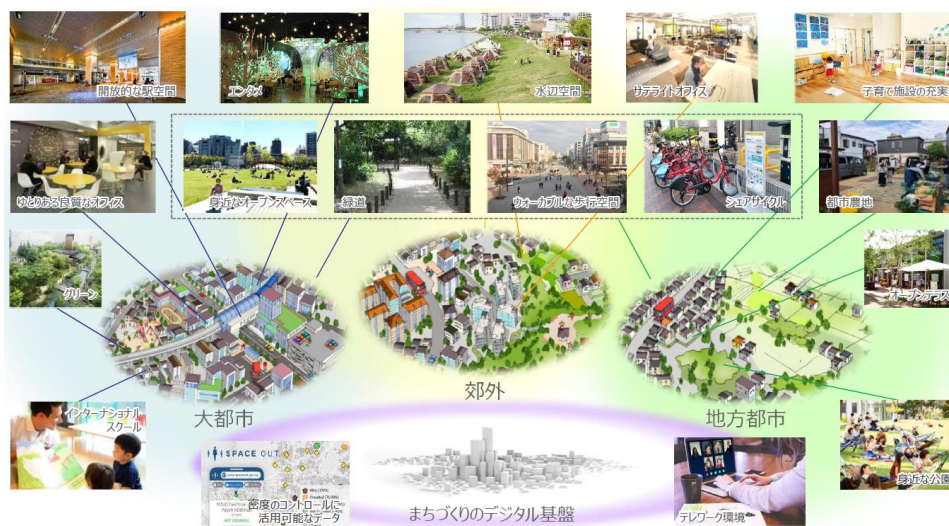 開放的な駅空間
エンタメ
水辺空間
サテライトオフィス
子育て施設の充実
ゆとりある良質なオフィス
身近なオープンスペース
緑道
ウォーカブルな歩行空間
シェアサイクル
都市農地
グリーン
オープンテラス
大都市
郊外
地方都市
インターナショナル
スクール
SPACE OUT
密度のコントロールに
活用可能なデータ
まちづくりのデジタル基盤
テレワーク環境
身近な公園